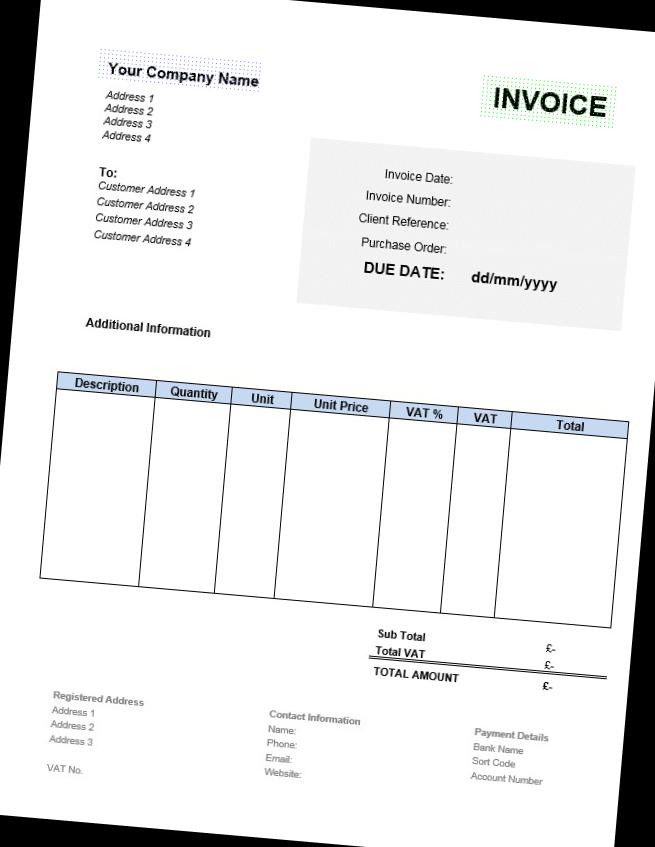 Your Company Name
INVOICE
Address 1
Address 2
Address 3
Address 4
To:
Customer Address 1
Customer Address 2
Customer Address 3
Customer Address 4
Invoice Date:
Invoice Number:
Client Reference:
Purchase Order:
DUE DATE: dd/mm/yyyy
Additional Information
Description Quantity Unit Unit Price VAT % VAT Total
Sub Total £-
Total VAT £-
TOTAL AMOUNT £-
Registered Address
Address 1
Address 2
Address 3
VAT No.
Contact Information
Name:
Phone:
Email:
Website:
Payment Details
Bank Name
Sort Code
Account Number